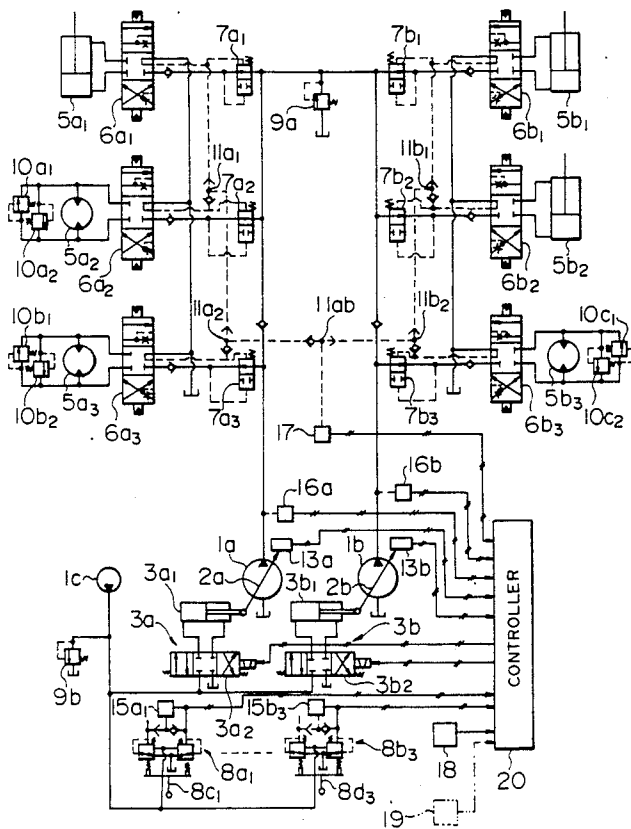 7a1
7b1
9a
5a1
6a1
6b1
5b1
10a1
11a1
7a2
11b1
7b2
10a2
5a2
6a2
6b2
5b2
10b1
11a2
11ab
11b2
10c1
10b2
5a3
6a3
7a3
7b3
6b3
5b3
10c2
17
16b
16a
1a
1b
1c
3a1
2a
13a
3b1
2b
13b
3a
3b
9b
3a2
3b2
15a1
15b3
8a1
8b3
8c1
8d3
18
19
20
CONTROLLER